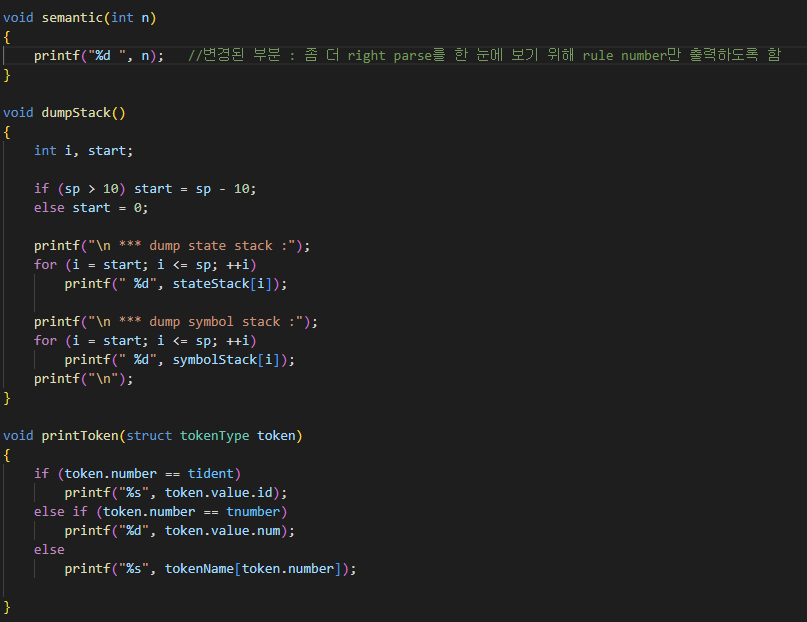 void semantic(int n)
{
    printf("%d ", n);   //변경된 부분 : 좀 더 right parse를 한 눈에 보기 위해 rule number만 출력하도록 함
}
void dumpStack()
{
    int i, start;
    if (sp > 10) start = sp - 10;
    else start = 0;
    printf("\n *** dump state stack :");
    for (i = start; i <= sp; ++i)
        printf(" %d", stateStack[i]);
    printf("\n *** dump symbol stack :");
    for (i = start; i <= sp; ++i)
        printf(" %d", symbolStack[i]);
    printf("\n");
}
void printToken(struct tokenType token)
{
    if (token.number == tident)
        printf("%s", token.value.id);
    else if (token.number == tnumber)
        printf("%d", token.value.num);
    else
        printf("%s", tokenName[token.number]);
}